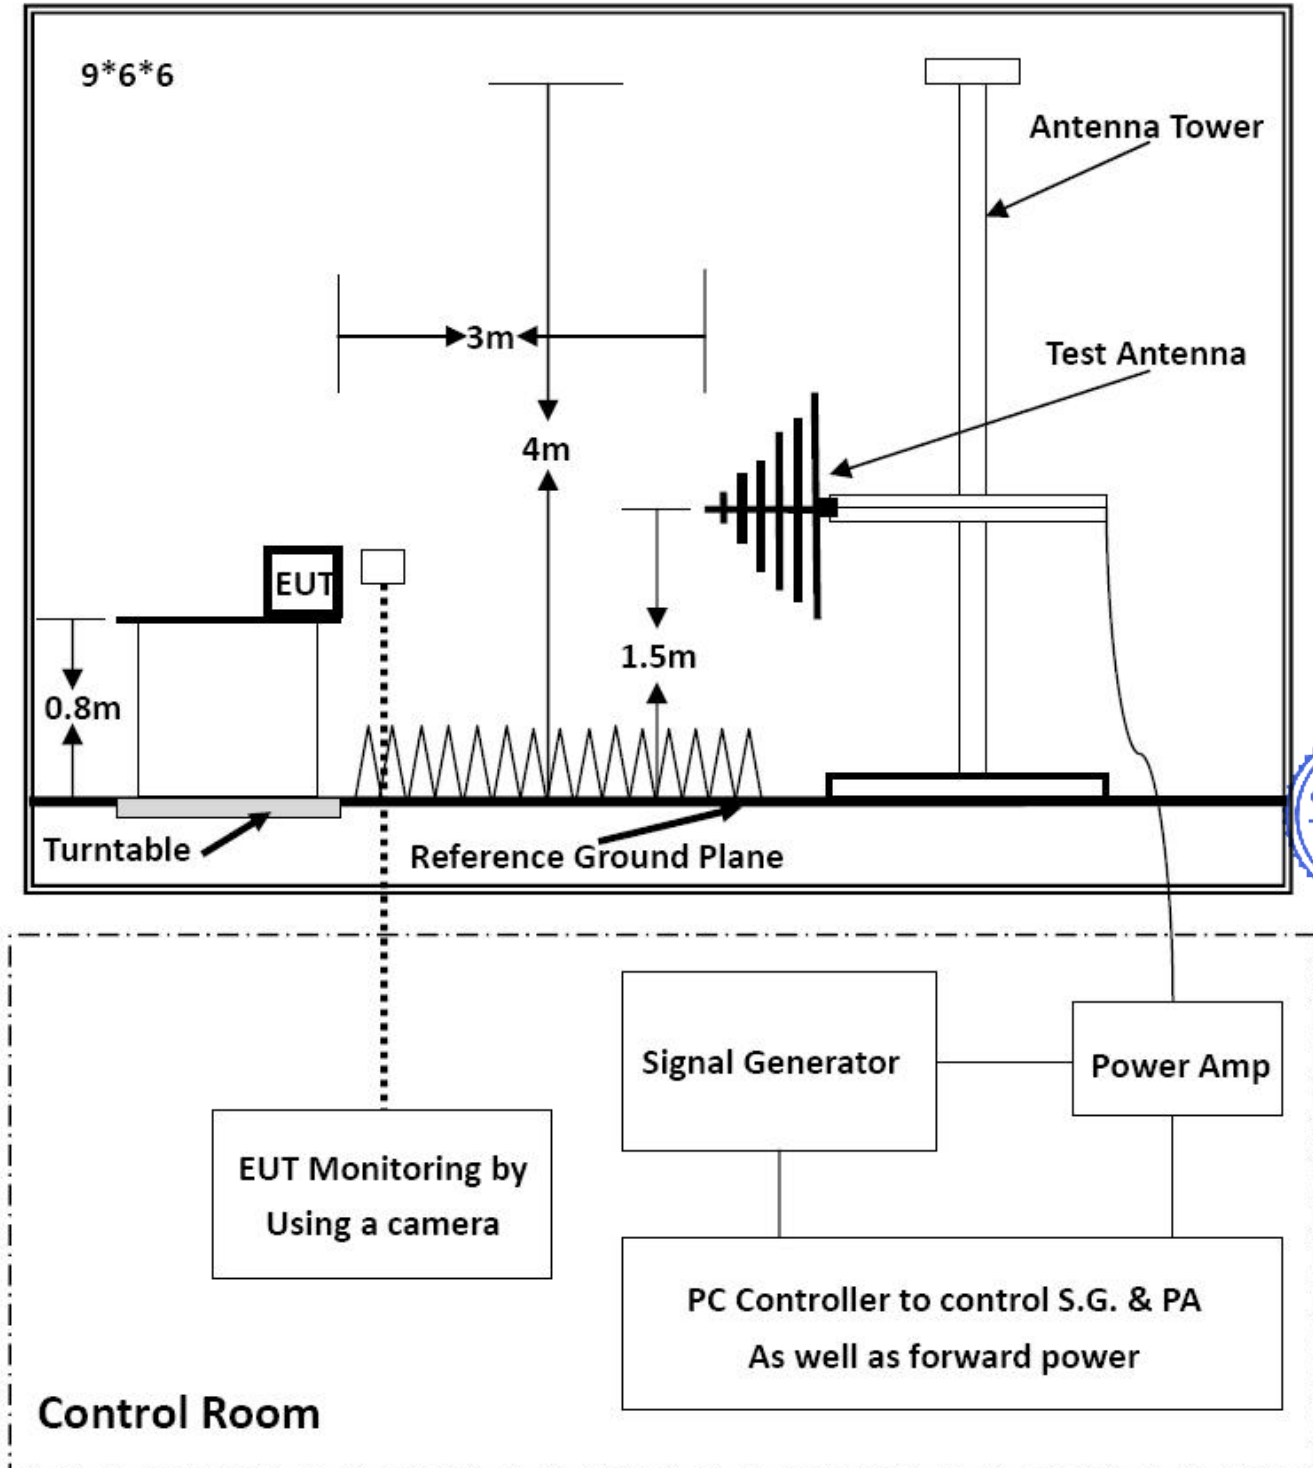 9*6*6
Antenna Tower
3m
Test Antenna
4m
EUT
1.5m
0.8m
Turntable
Reference Ground Plane
Signal Generator
Power Amp
EUT Monitoring by
Using a camera
PC Controller to control S.G. & PA
As well as forward power
Control Room